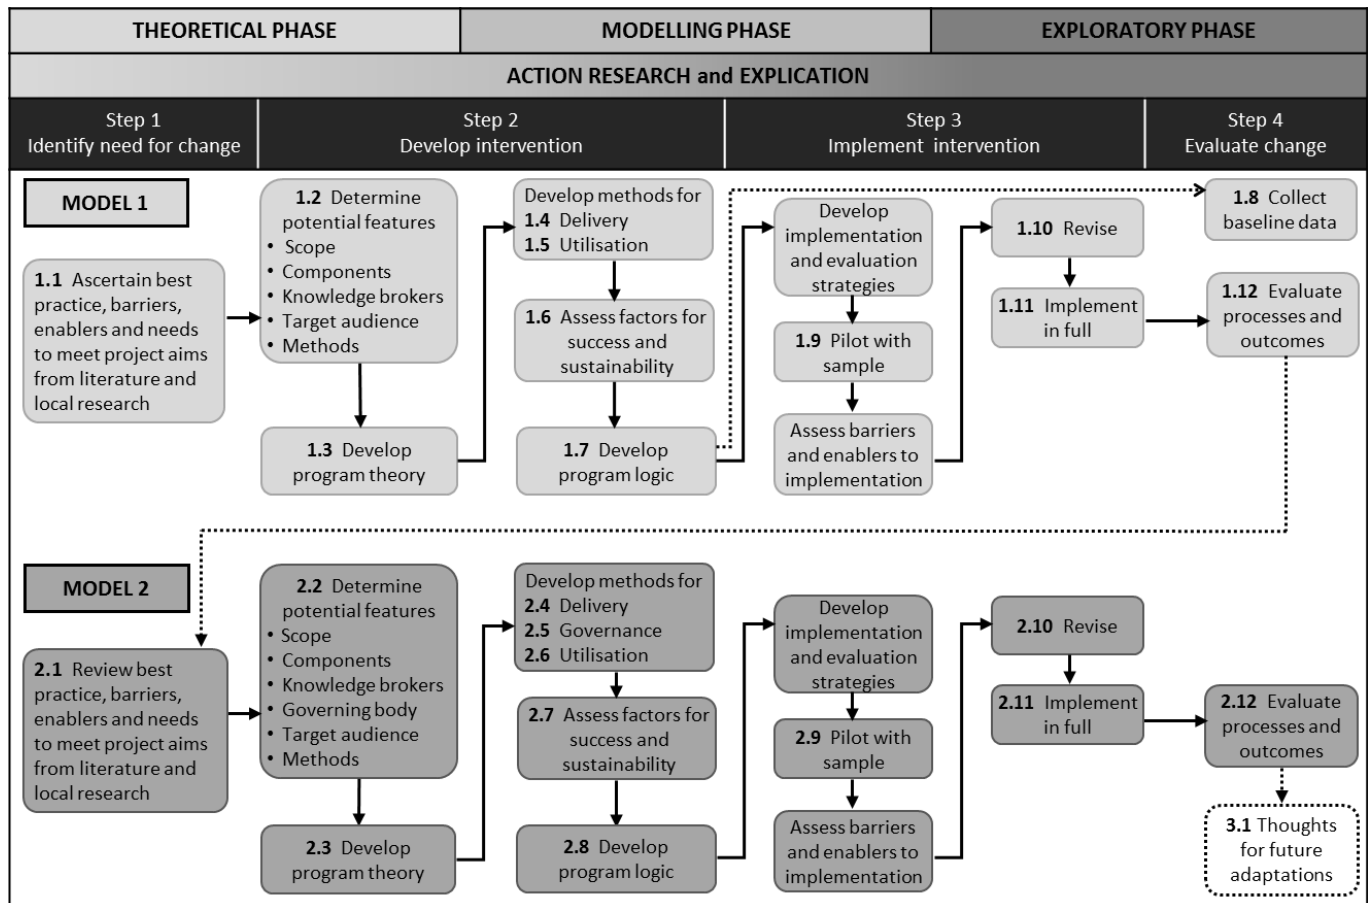 THEORETICAL PHASE
MODELLING PHASE
EXPLORATORY PHASE
ACTION RESEARCH and EXPLICATION
Step 1
Identify need for change
Step 2
Develop intervention
Step 3
Implement intervention
Step 4
Evaluate change
MODEL 1
1.1 Ascertain best
practice, barriers,
enablers and needs
to meet project aims
from literature and
local research
1.2 Determine
potential features
• Scope
• Components
• Knowledge brokers
• Target audience
• Methods
1.3 Develop
program theory
Develop methods for
1.4 Delivery
1.5 Utilisation
1.6 Assess factors for
success and
sustainability
1.7 Develop
program logic
Develop
implementation
and evaluation
strategies
1.9 Pilot with
sample
Assess barriers
and enablers to
implementation
1.10 Revise
1.11 Implement
in full
1.8 Collect
baseline data
1.12 Evaluate
processes and
outcomes
MODEL 2
2.1 Review best
practice, barriers,
enablers and needs
to meet project aims
from literature and
local research
2.2 Determine
potential features
• Scope
• Components
• Knowledge brokers
• Governing body
• Target audience
• Methods
2.3 Develop
program theory
Develop methods for
2.4 Delivery
2.5 Governance
2.6 Utilisation
2.7 Assess factors for
success and
sustainability
2.8 Develop
program logic
Develop
implementation
and evaluation
strategies
2.9 Pilot with
sample
Assess barriers
and enablers to
implementation
2.10 Revise
2.11 Implement
in full
2.12 Evaluate
processes and
outcomes
3.1 Thoughts
for future
adaptations